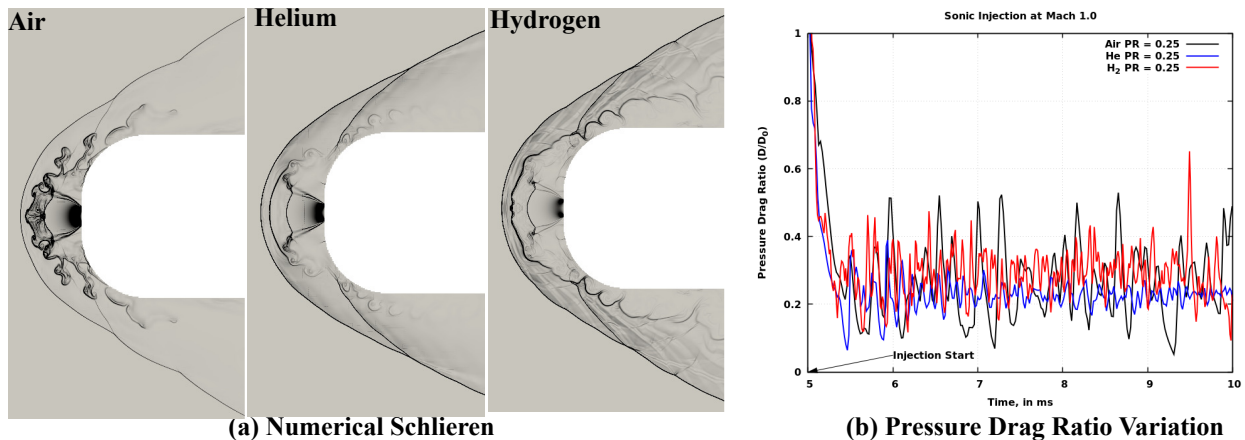 Air
Helium
Hydrogen
(a) Numerical Schlieren
Sonic Injection at Mach 1.0
Pressure Drag Ratio (D/D₀)
1
0.8
0.6
0.4
0.2
0
Air PR = 0.25
He PR = 0.25
H₂ PR = 0.25
Injection Start
5
6
7
8
9
10
Time, in ms
(b) Pressure Drag Ratio Variation